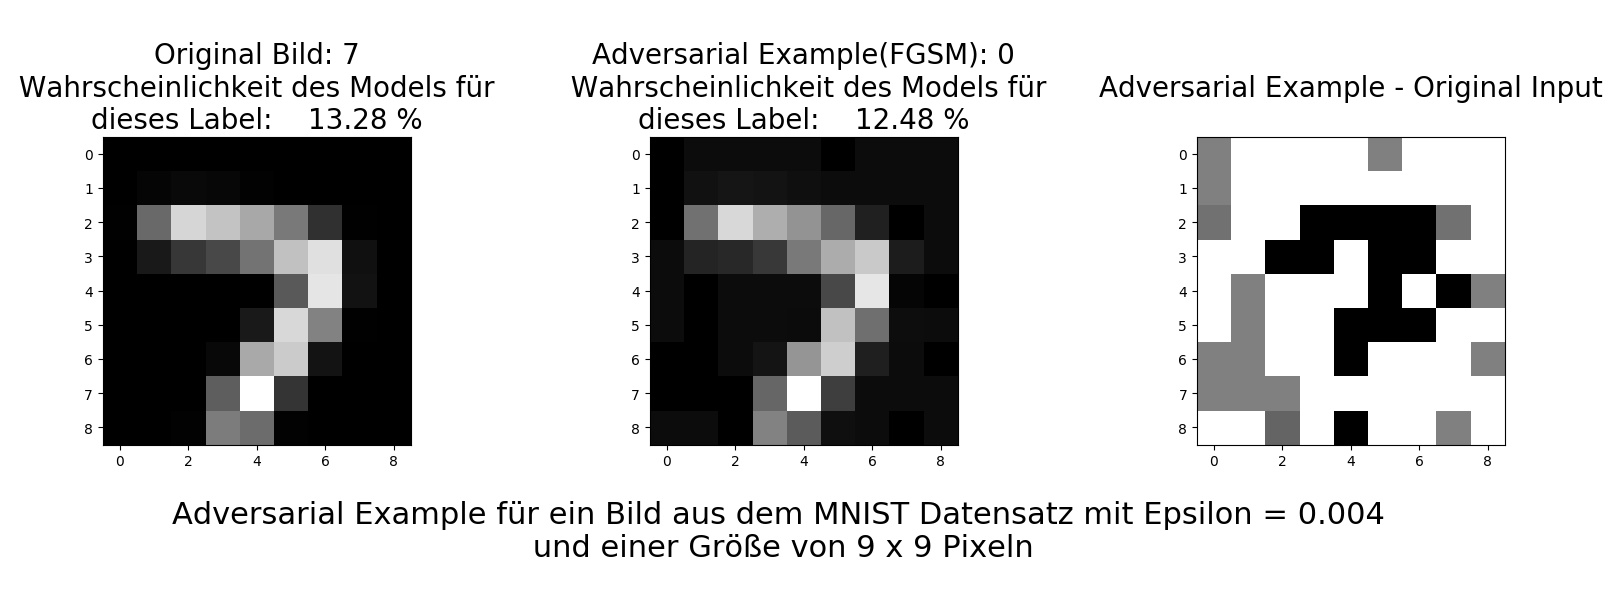 Original Bild: 7
Wahrscheinlichkeit des Models für
dieses Label: 13.28 %
Adversarial Example(FGSM): 0
Wahrscheinlichkeit des Models für
dieses Label: 12.48 %
Adversarial Example - Original Input
0
1
2
3
4
5
6
7
8
0 2 4 6 8
0
1
2
3
4
5
6
7
8
0 2 4 6 8
0
1
2
3
4
5
6
7
8
0 2 4 6 8
Adversarial Example für ein Bild aus dem MNIST Datensatz mit Epsilon = 0.004
und einer Größe von 9 x 9 Pixeln